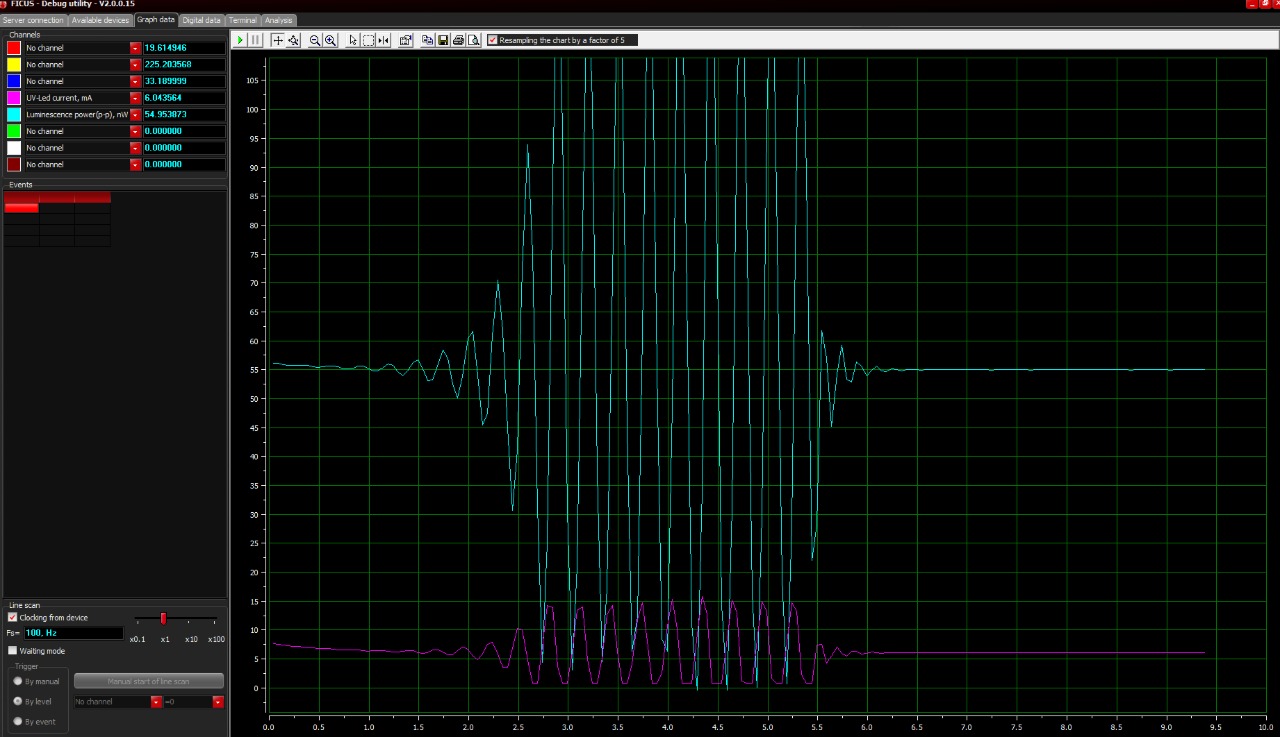 FICUS - Debug utility - V2.0.0.15
Server connection Available devices Graph data Digital data Terminal Analysis
Channels
No channel 19.614946
No channel 225.203568
No channel 33.189999
UV-Led current, mA 6.043564
Luminescence power(p-p), nW 54.953073
No channel 0.000000
No channel 0.000000
No channel 0.000000
Events
Resampling the chart by a factor of 5
105
100
95
90
85
80
75
70
65
60
55
50
45
40
35
30
25
20
15
10
5
0
0.0 0.5 1.0 1.5 2.0 2.5 3.0 3.5 4.0 4.5 5.0 5.5 6.0 6.5 7.0 7.5 8.0 8.5 9.0 9.5 10.0
Line scan
Clocking from device
Fs= 100, Hz
x0.1 x1 x10 x100
Waiting mode
Trigger
By manual
Manual start of line scan
By level
No channel =0
By event